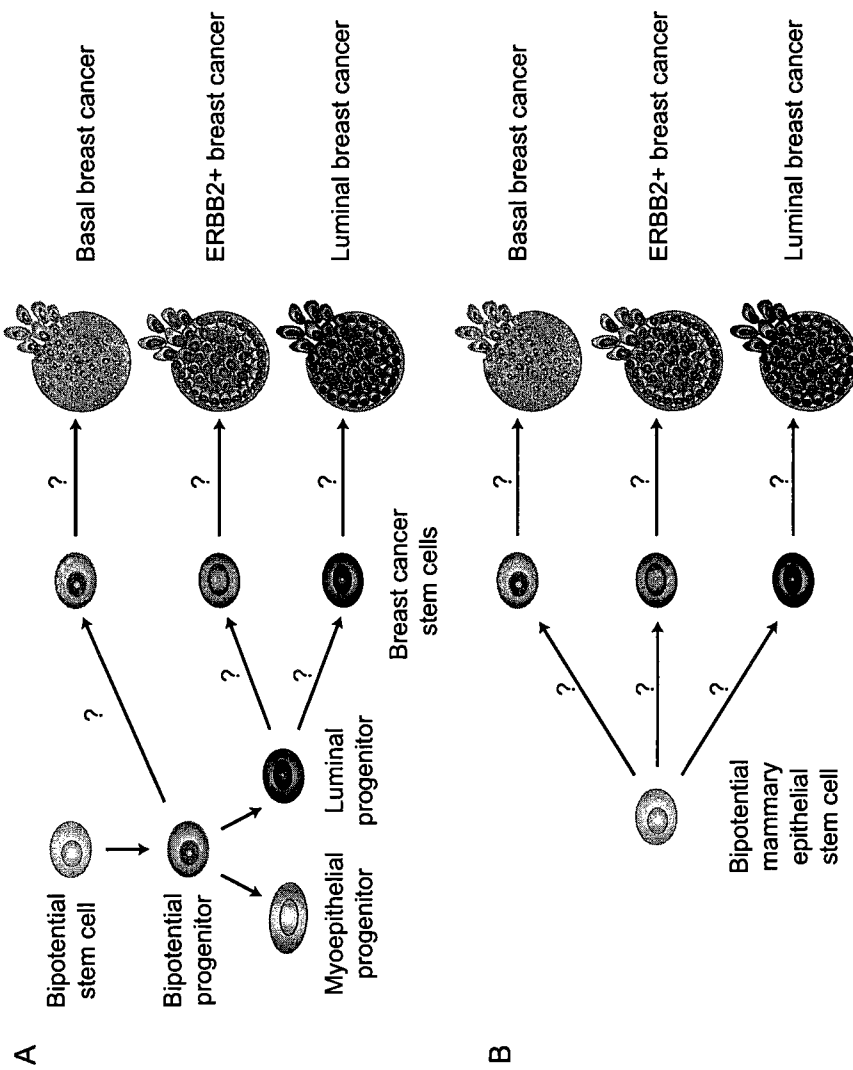 A
Bipotential
stem cell
Bipotential
progenitor
Myoepithelial
progenitor
Luminal
progenitor
?
?
?
Breast cancer
stem cells
?
?
?
Basal breast cancer
ERBB2+ breast cancer
Luminal breast cancer
B
Bipotential
mammary
epithelial
stem cell
?
?
?
?
?
?
Basal breast cancer
ERBB2+ breast cancer
Luminal breast cancer